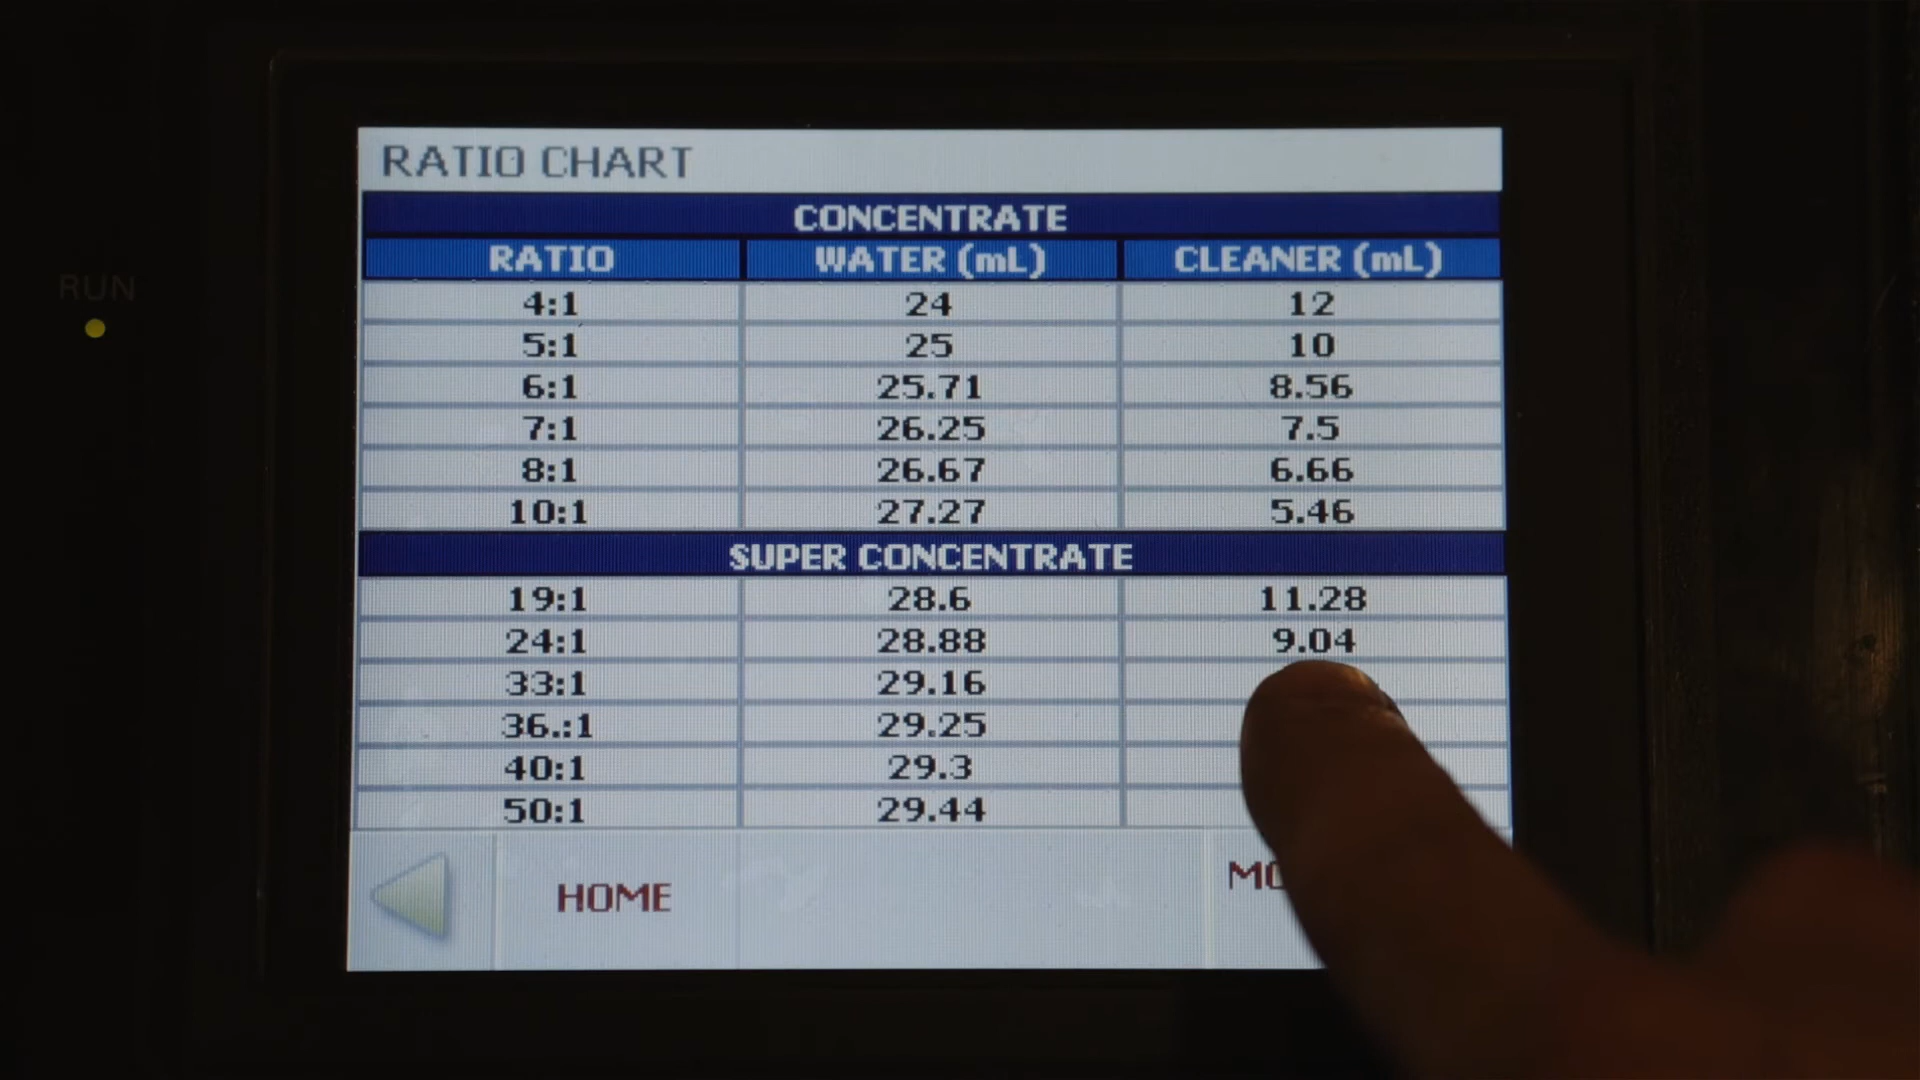 RUN
RATIO CHART
CONCENTRATE
RATIO WATER (mL) CLEANER (mL)
4:1 24 12
5:1 25 10
6:1 25.71 8.56
7:1 26.25 7.5
8:1 26.67 6.66
10:1 27.27 5.46
SUPER CONCENTRATE
19:1 28.6 11.28
24:1 28.88 9.04
33:1 29.16
36.:1 29.25
40:1 29.3
50:1 29.44
HOME